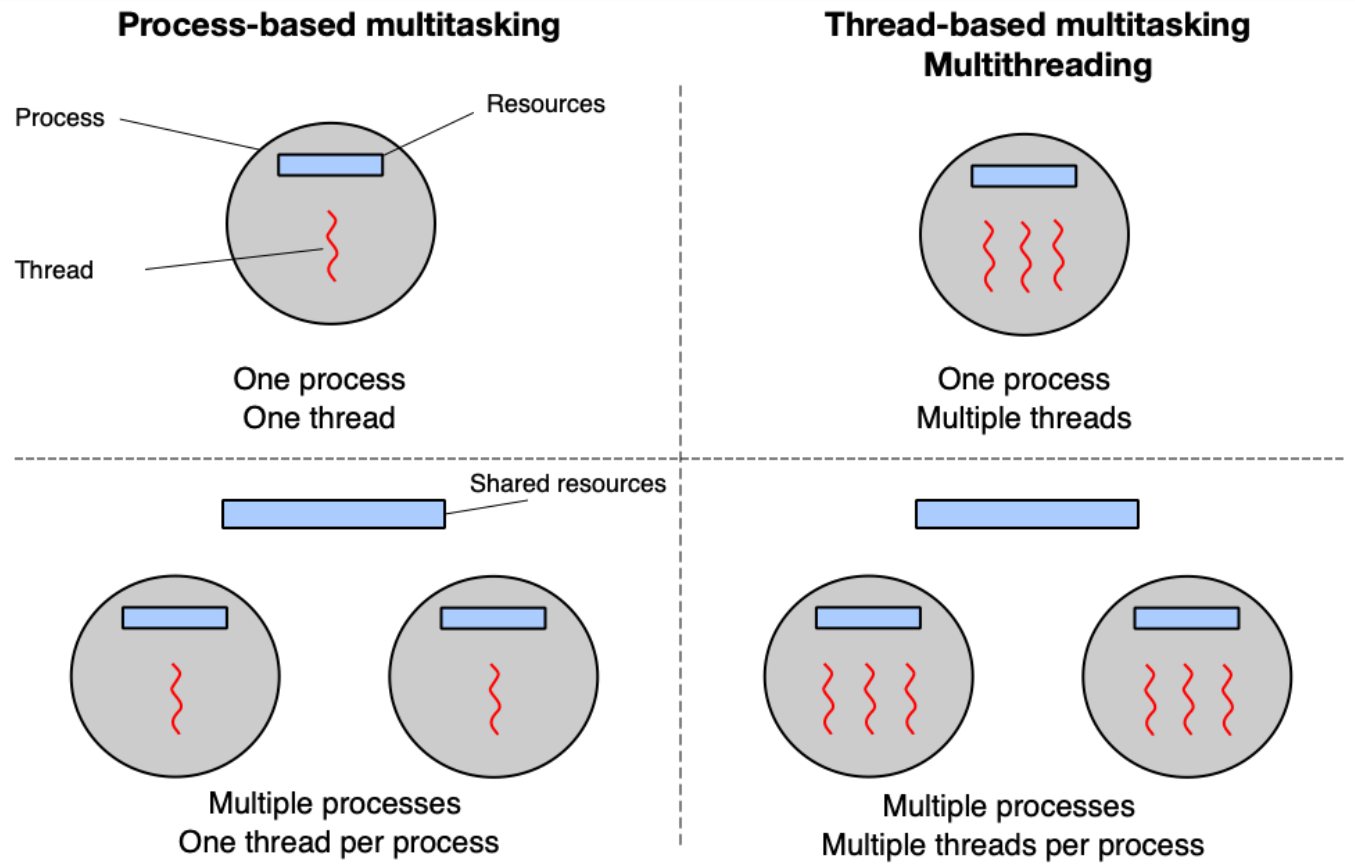 Process-based multitasking
Thread-based multitasking
Multithreading
Process
Resources
Thread
One process
One thread
One process
Multiple threads
Shared resources
Multiple processes
One thread per process
Multiple processes
Multiple threads per process